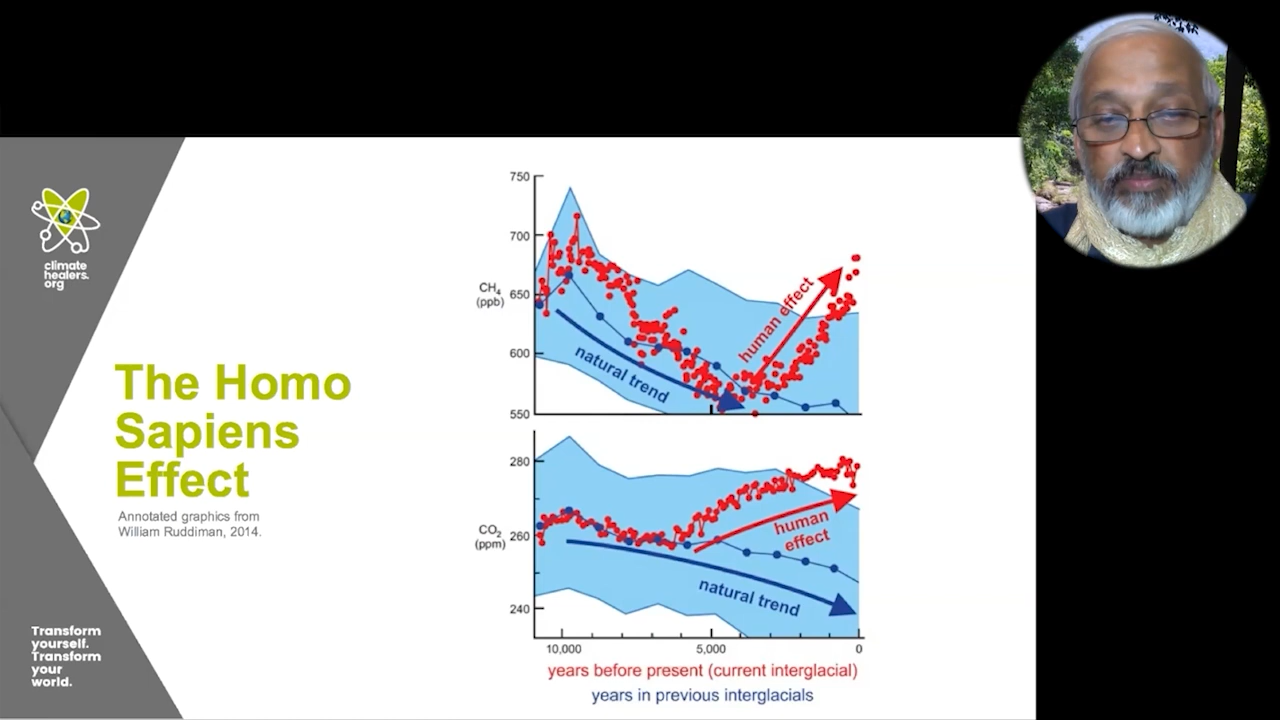 climate
healers.
org
The Homo
Sapiens
Effect
Annotated graphics from
William Ruddiman, 2014.
Transform
yourself.
Transform
your
world.
750
700
650
600
550
CH₄
(ppb)
human effect
natural trend
280
260
240
CO₂
(ppm)
human
effect
natural trend
10,000 5,000 0
years before present (current interglacial)
years in previous interglacials